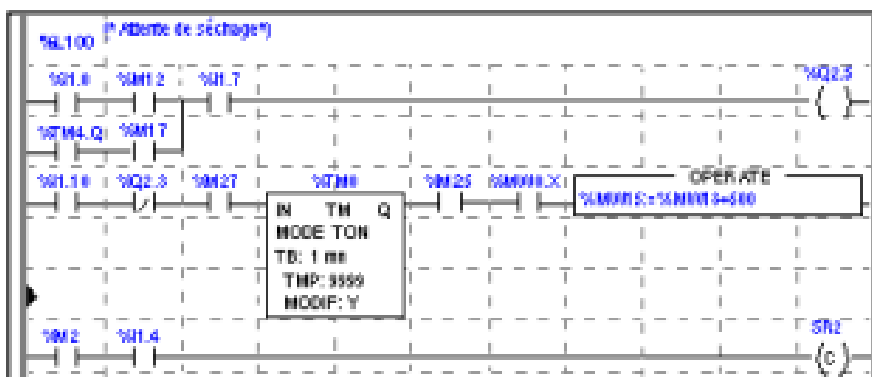 %L100 (* Attente de séchage*)
%I1.0 %M12 %I1.7 %Q2.5
%TM4.Q %M17
%I1.10 %Q2.3 %M27 %TM0 %M25 OPERATE
IN TM Q
MODE TON
TB: 1 mn
TMP: 9999
MODIF: Y
%M2 %I1.4 SR2
(C)